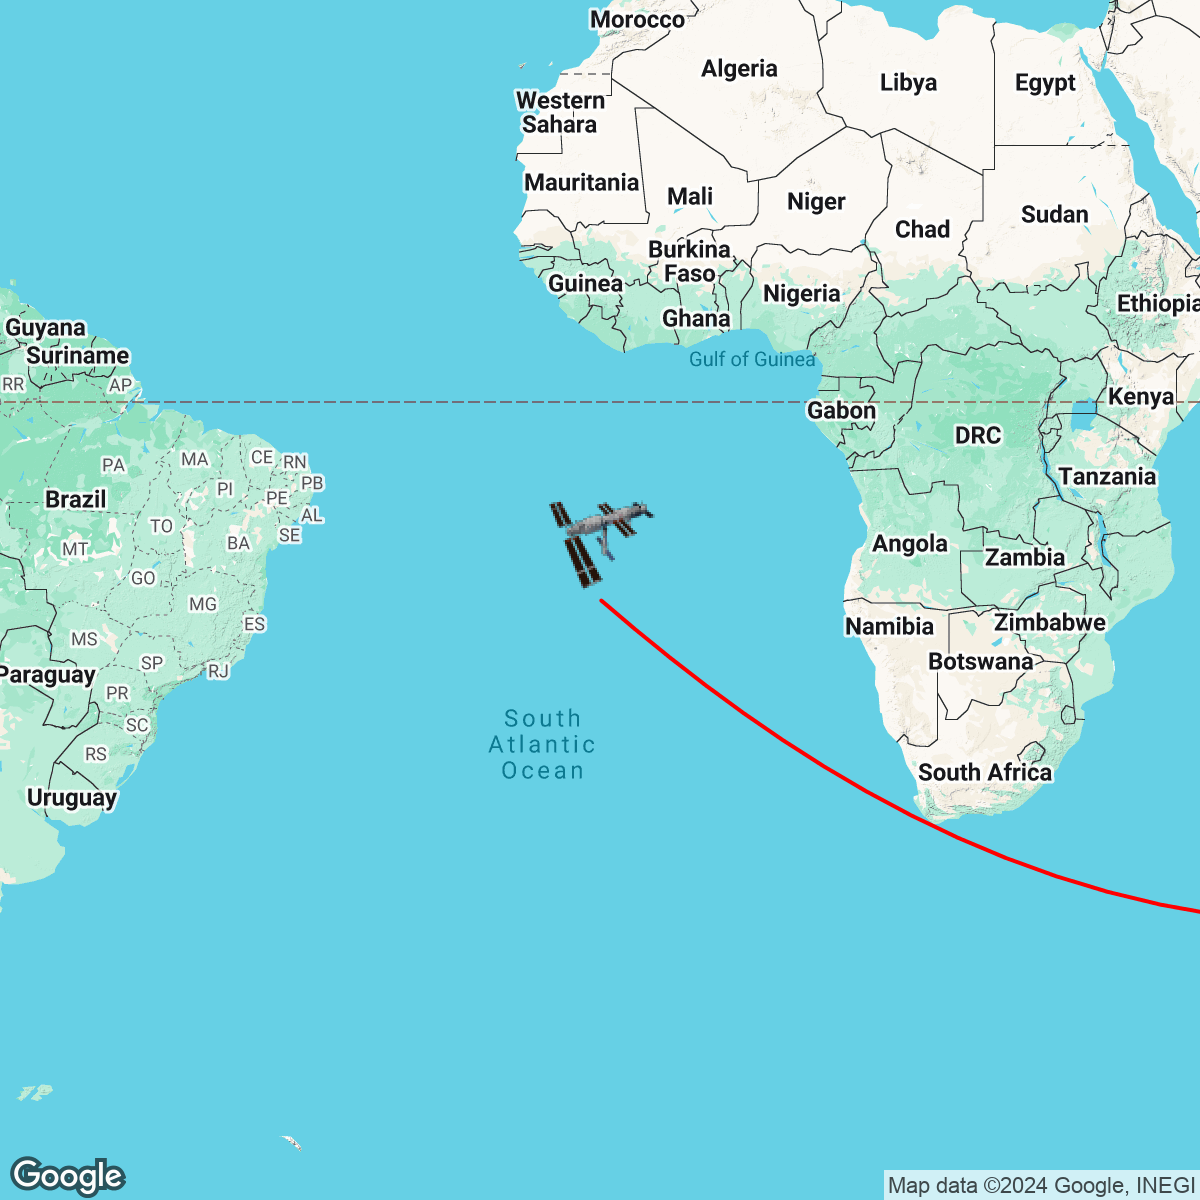 Morocco
Algeria
Libya
Egypt
Western
Sahara
Mauritania
Mali
Niger
Chad
Sudan
Burkina
Faso
Guinea
Nigeria
Ghana
Ethiopia
Gulf of Guinea
Guyana
Suriname
RR
AP
Gabon
Kenya
DRC
Tanzania
PA
MA
CE
RN
PI
PE
PB
Brazil
TO
AL
SE
BA
MT
Angola
Zambia
GO
MG
ES
Namibia
Zimbabwe
MS
SP
RJ
Botswana
Paraguay
PR
SC
RS
South
Atlantic
Ocean
South Africa
Uruguay
Google
Map data ©2024 Google, INEGI